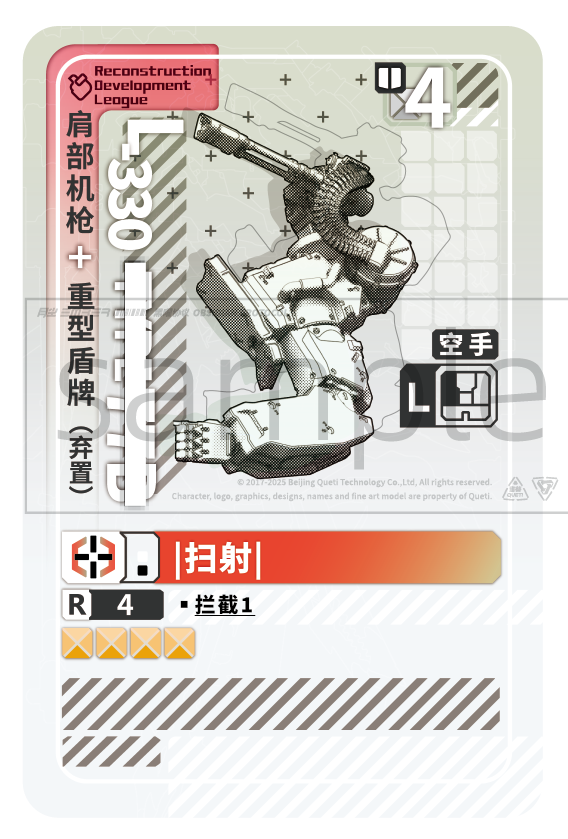 Reconstruction
Development
League
4
肩部机枪 + 重型盾牌（弃置）
L-330
空手
L
sample
© 2017-2025 Beijing Queti Technology Co.,Ltd, All rights reserved.
Character, logo, graphics, designs, names and fine art model are property of Queti.
|扫射|
R 4
▪ 拦截1